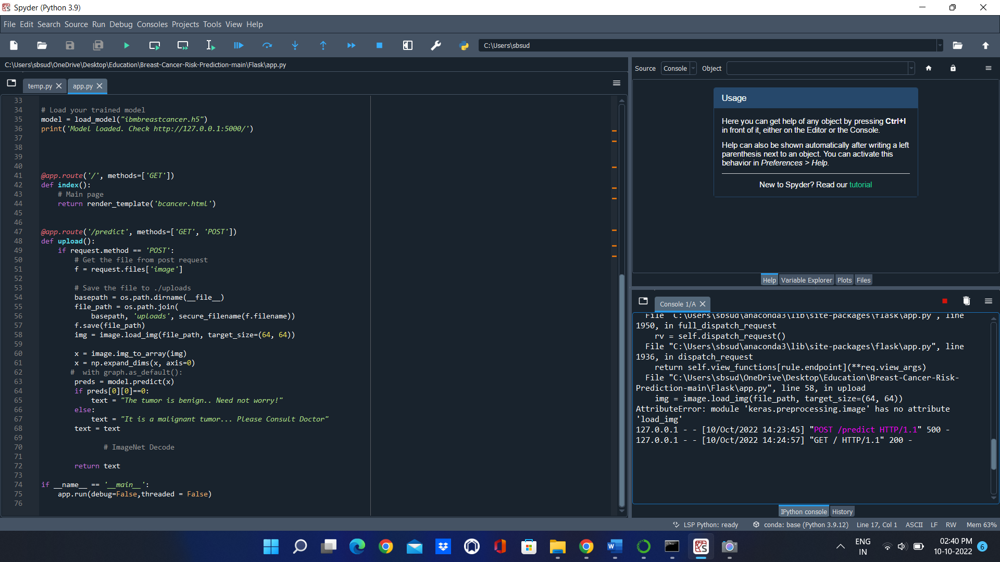 Spyder (Python 3.9)
File Edit Search Source Run Debug Consoles Projects Tools View Help
C:\Users\sbsud
C:\Users\sbsud\OneDrive\Desktop\Education\Breast-Cancer-Risk-Prediction-main\Flask\app.py
temp.py
app.py
33
34 # Load your trained model
35 model = load_model("ibmbreastcancer.h5")
36 print('Model loaded. Check http://127.0.0.1:5000/')
37
38
39
40
41 @app.route('/', methods=['GET'])
42 def index():
43 # Main page
44 return render_template('bcancer.html')
45
46
47 @app.route('/predict', methods=['GET', 'POST'])
48 def upload():
49 if request.method == 'POST':
50 # Get the file from post request
51 f = request.files['image']
52
53 # Save the file to ./uploads
54 basepath = os.path.dirname(__file__)
55 file_path = os.path.join(
56 basepath, 'uploads', secure_filename(f.filename))
57 f.save(file_path)
58 img = image.load_img(file_path, target_size=(64, 64))
59
60 x = image.img_to_array(img)
61 x = np.expand_dims(x, axis=0)
62 # with graph.as_default():
63 preds = model.predict(x)
64 if preds[0][0]==0:
65 text = "The tumor is benign.. Need not worry!"
66 else:
67 text = "It is a malignant tumor... Please Consult Doctor"
68 text = text
69
70 # ImageNet Decode
71
72 return text
73
74 if __name__ == '__main__':
75 app.run(debug=False,threaded = False)
76
Source Console Object
Usage
Here you can get help of any object by pressing Ctrl+I
in front of it, either on the Editor or the Console.
Help can also be shown automatically after writing a left
parenthesis next to an object. You can activate this
behavior in Preferences > Help.
New to Spyder? Read our tutorial
Help Variable Explorer Plots Files
Console 1/A
File "C:\Users\sbsud\anaconda3\lib\site-packages\flask\app.py", line
1950, in full_dispatch_request
rv = self.dispatch_request()
File "C:\Users\sbsud\anaconda3\lib\site-packages\flask\app.py", line
1936, in dispatch_request
return self.view_functions[rule.endpoint](**req.view_args)
File "C:\Users\sbsud\OneDrive\Desktop\Education\Breast-Cancer-Risk-
Prediction-main\Flask\app.py", line 58, in upload
img = image.load_img(file_path, target_size=(64, 64))
AttributeError: module 'keras.preprocessing.image' has no attribute
'load_img'
127.0.0.1 - - [10/Oct/2022 14:23:45] "POST /predict HTTP/1.1" 500 -
127.0.0.1 - - [10/Oct/2022 14:24:57] "GET / HTTP/1.1" 200 -
IPython console History
LSP Python: ready conda: base (Python 3.9.12) Line 17, Col 1 ASCII LF RW Mem 63%
ENG
IN
02:40 PM
10-10-2022
6